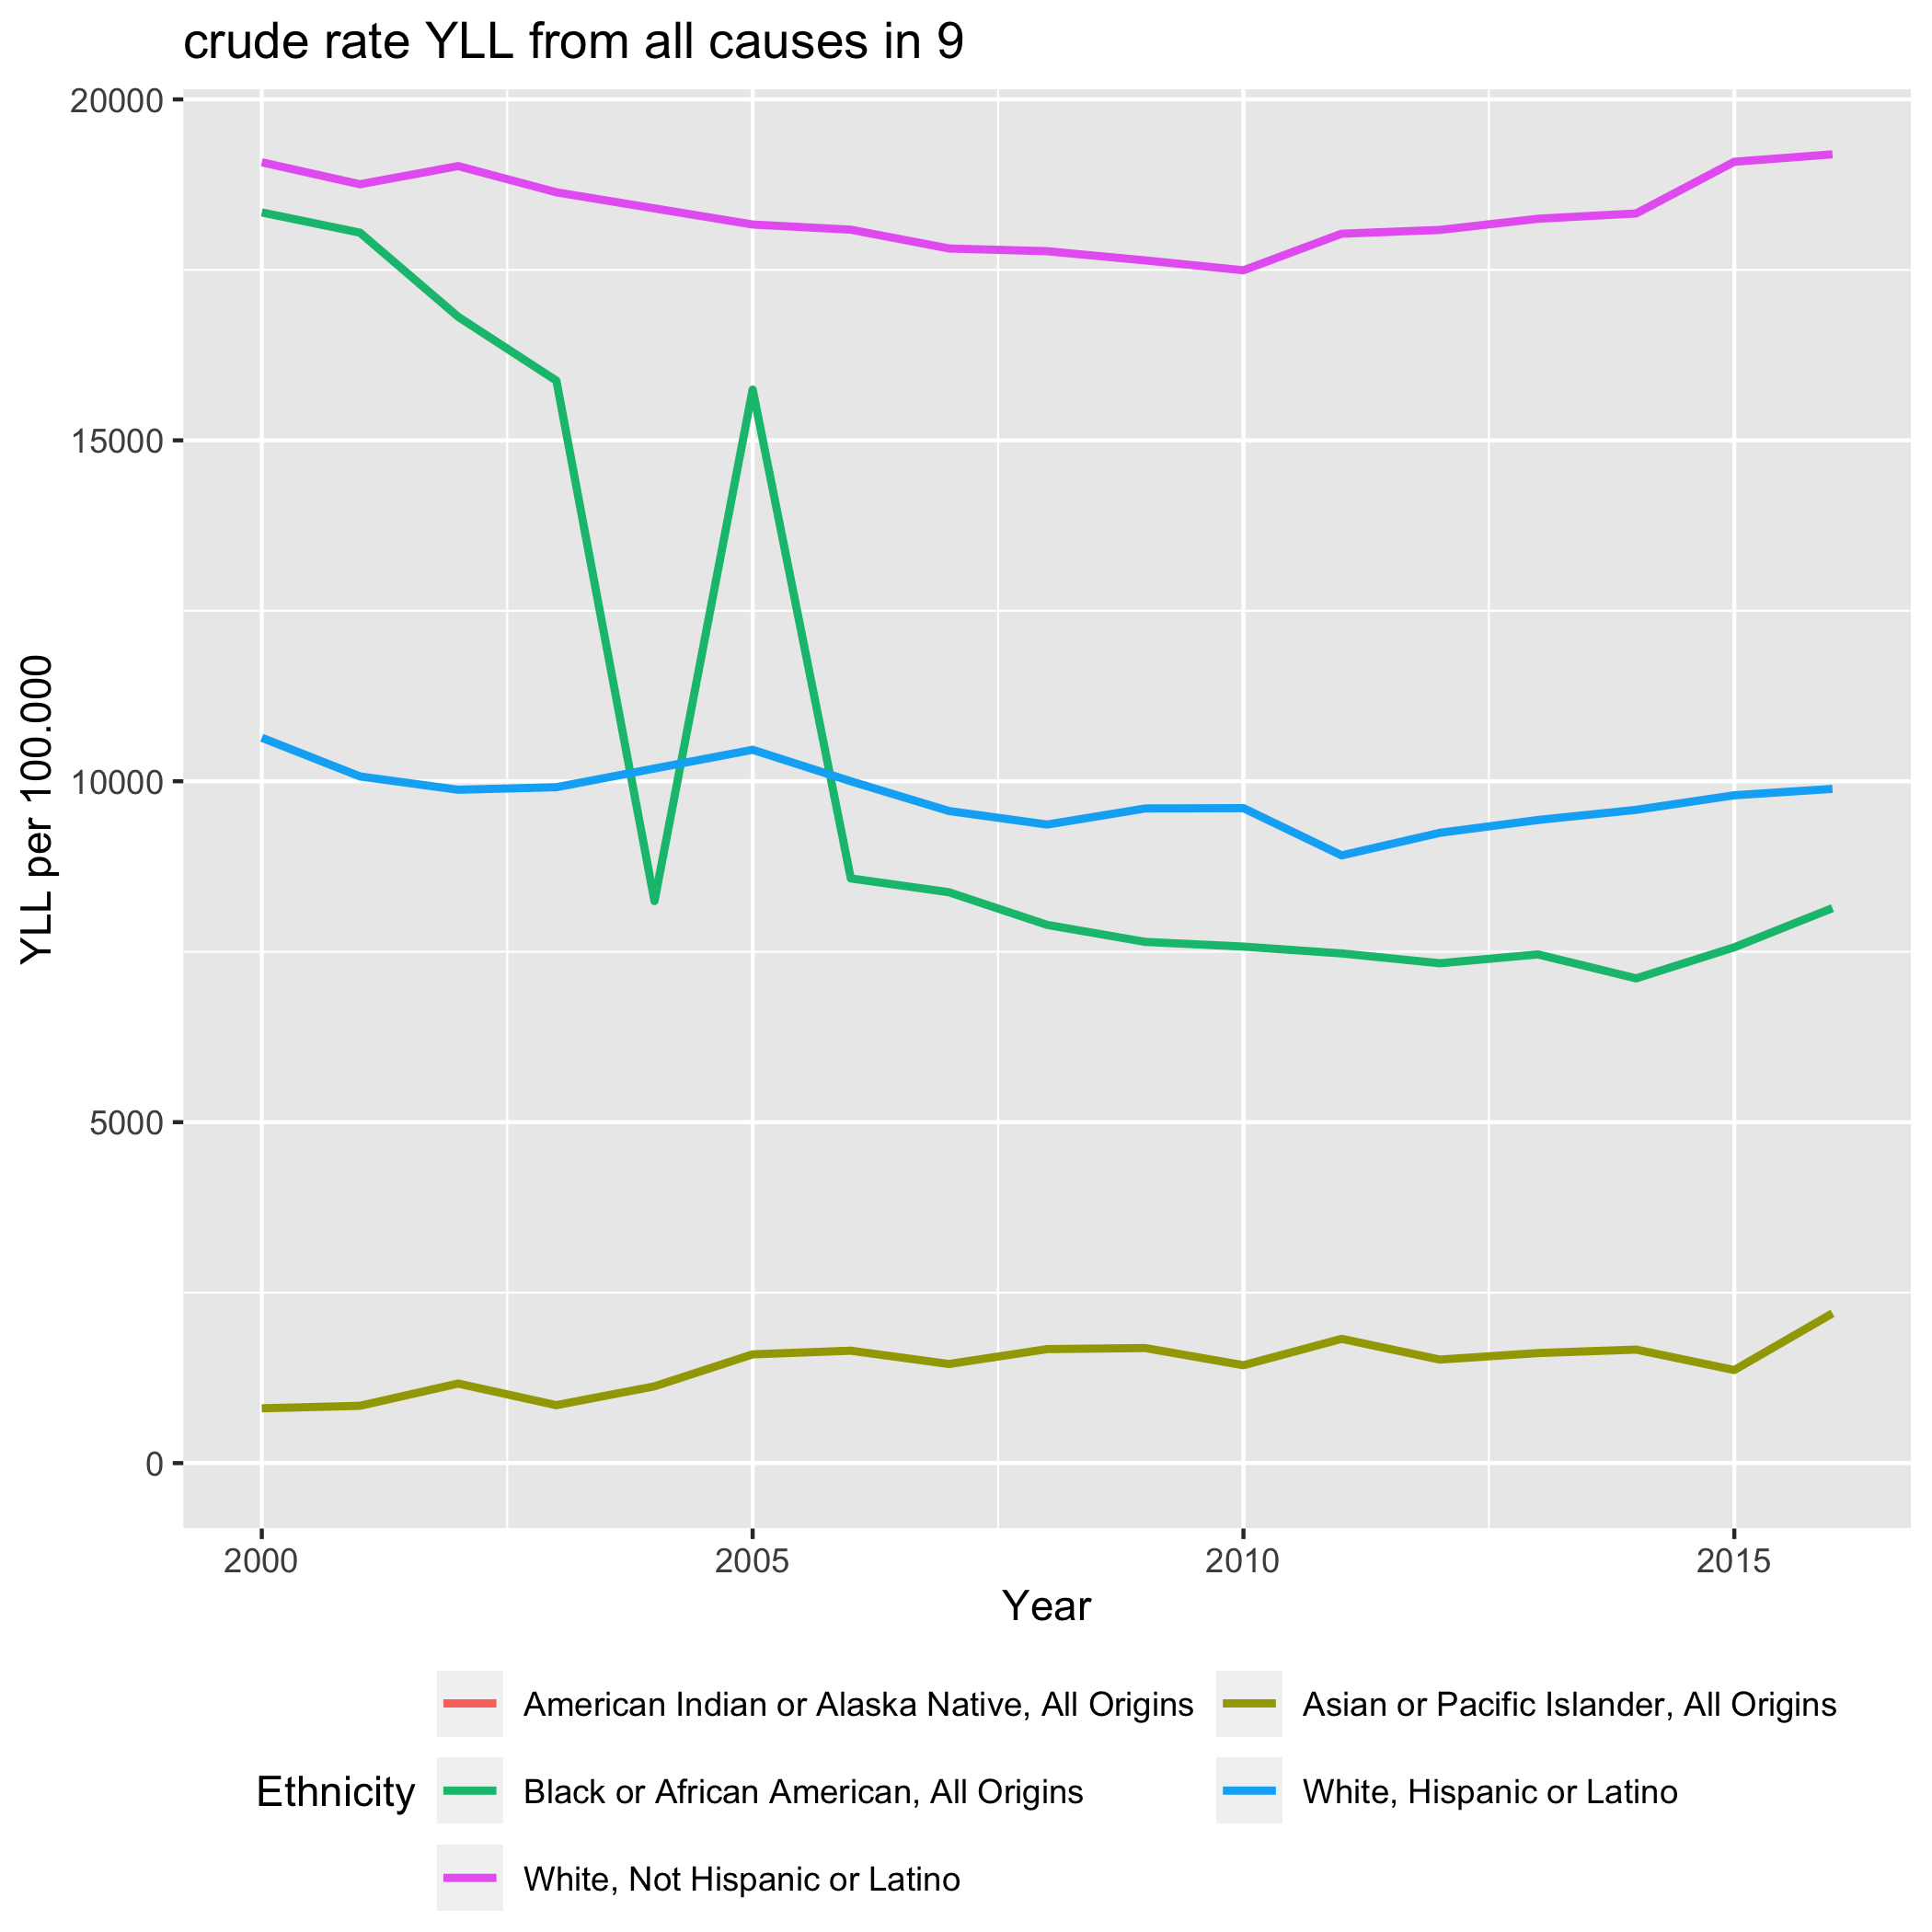 crude rate YLL from all causes in 9
20000
15000
10000
5000
0
YLL per 100.000
2000 2005 2010 2015
Year
Ethnicity
American Indian or Alaska Native, All Origins
Asian or Pacific Islander, All Origins
Black or African American, All Origins
White, Hispanic or Latino
White, Not Hispanic or Latino